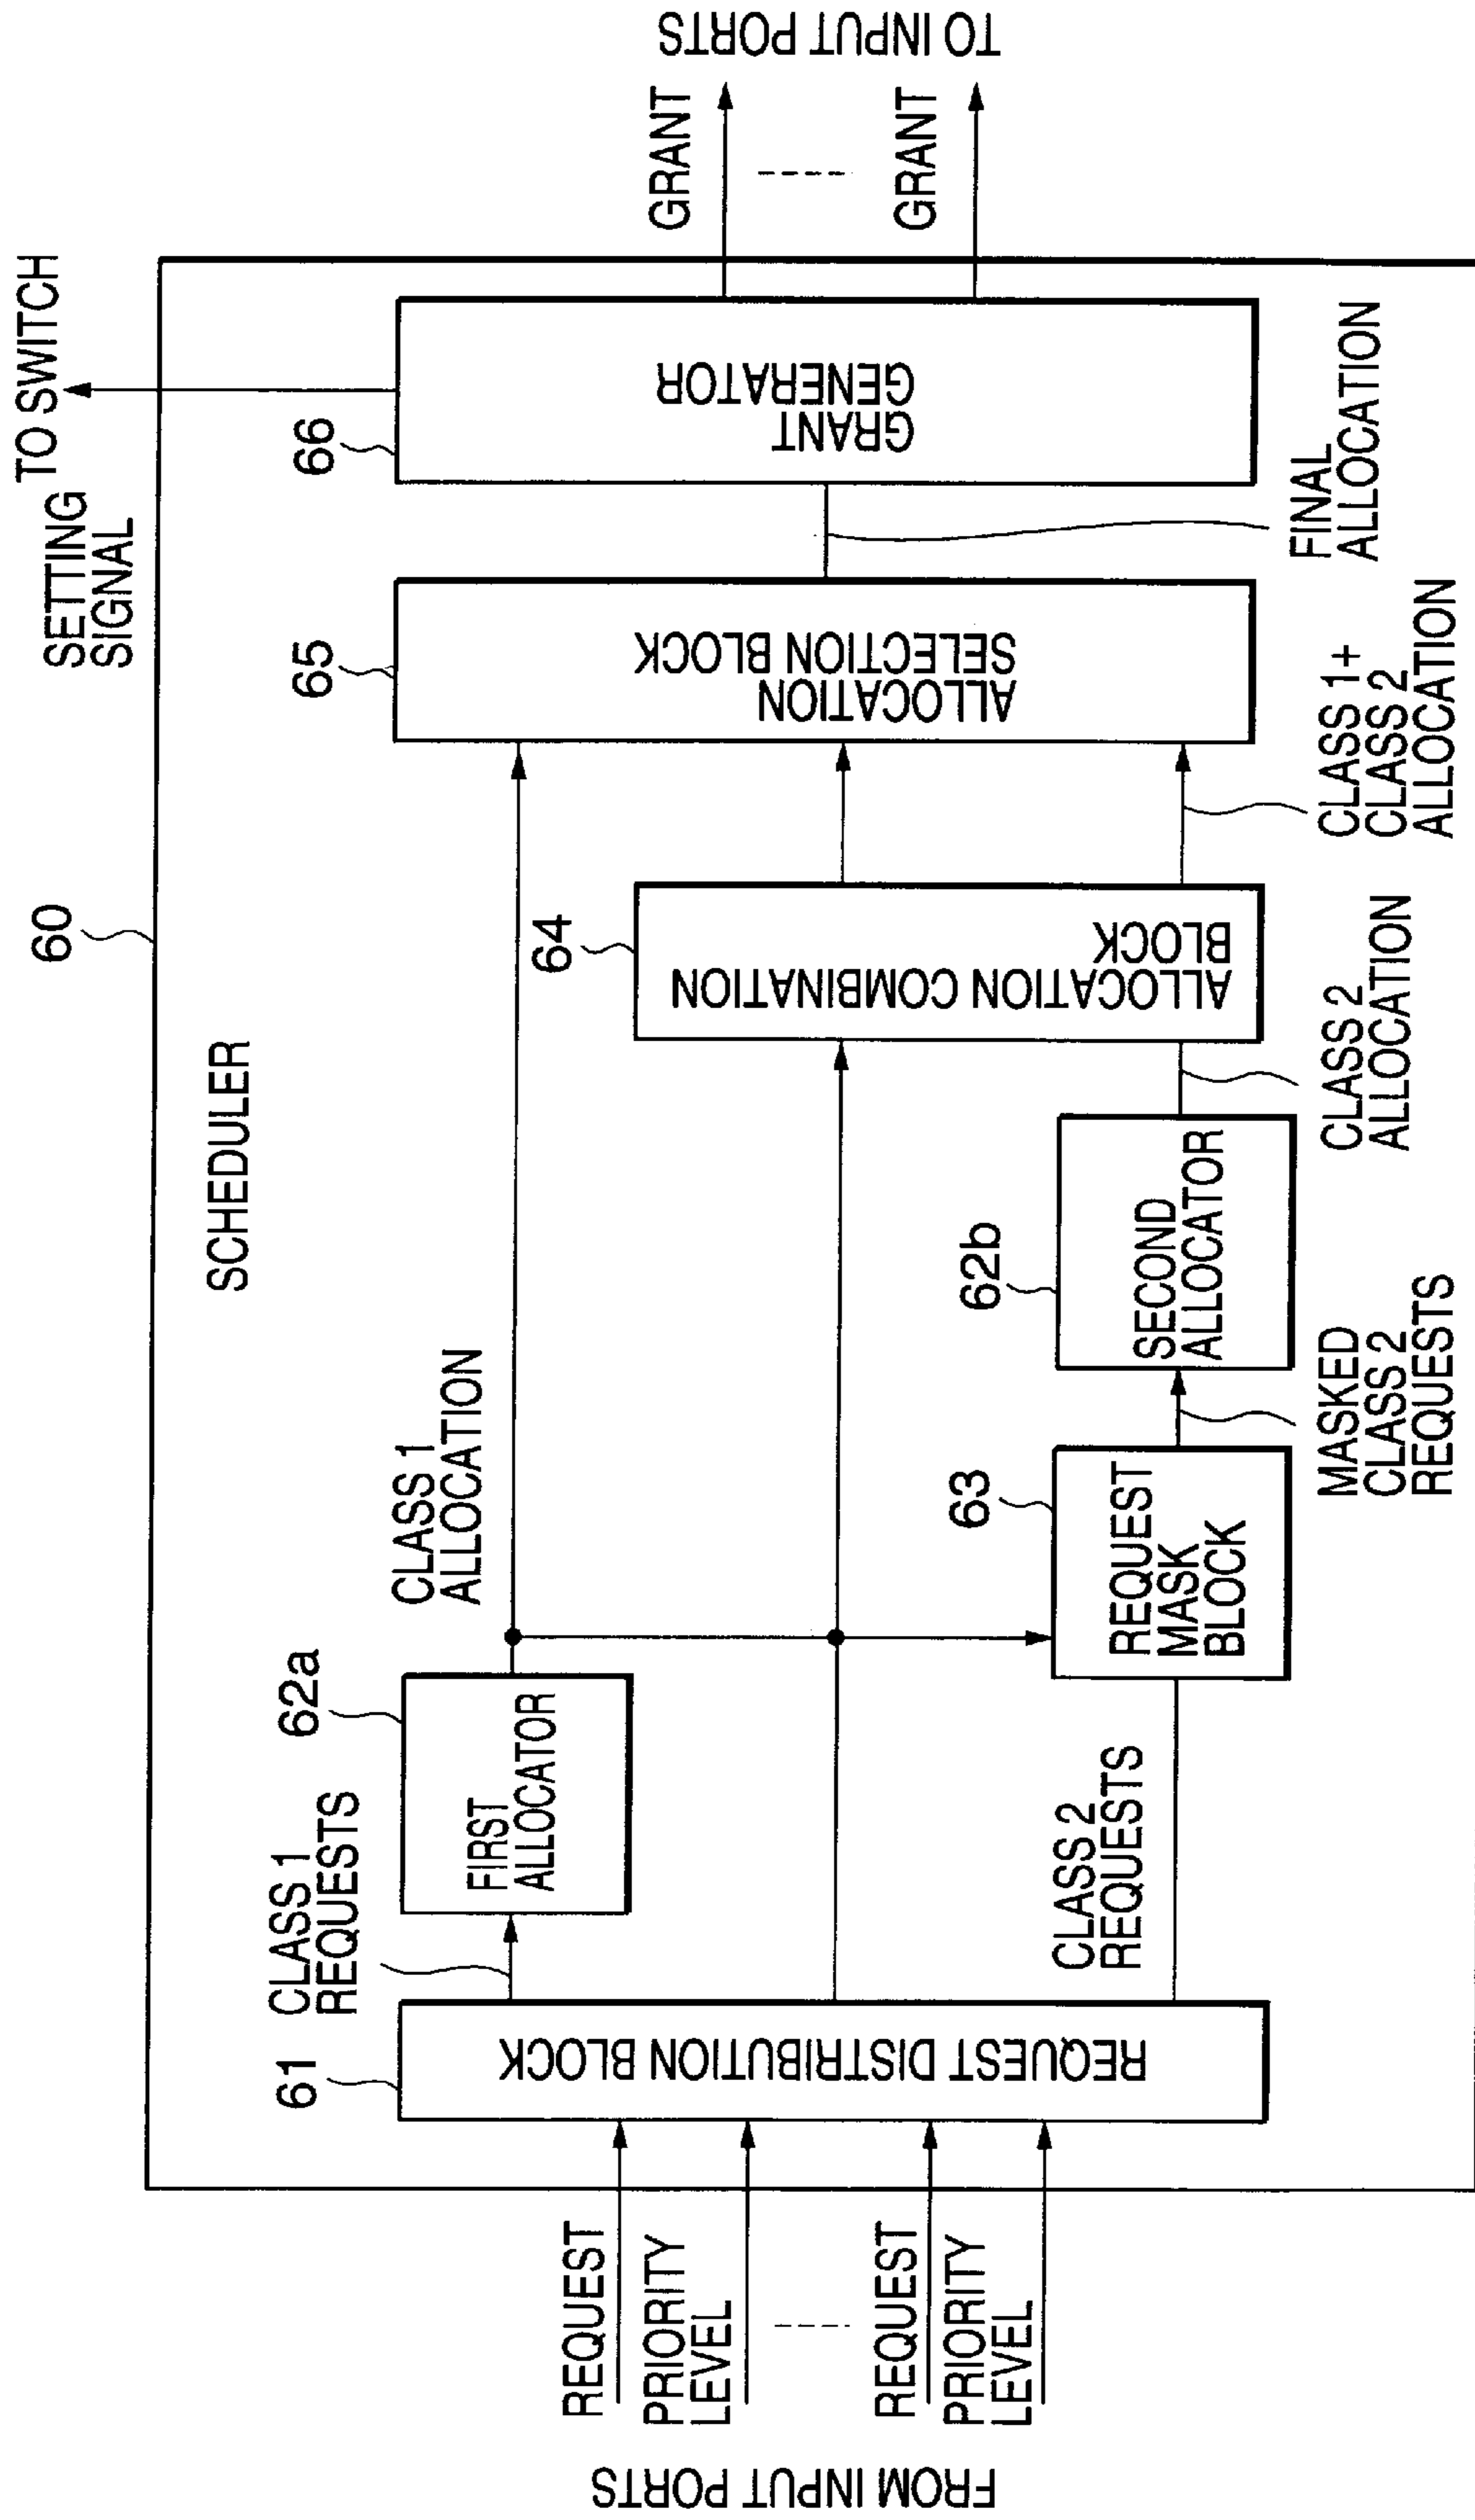 FROM INPUT PORTS
REQUEST
PRIORITY
LEVEL
REQUEST
PRIORITY
LEVEL
61
REQUEST DISTRIBUTION BLOCK
CLASS 1
REQUESTS
62a
FIRST
ALLOCATOR
CLASS 1
ALLOCATION
CLASS 2
REQUESTS
63
REQUEST
MASK
BLOCK
MASKED
CLASS 2
REQUESTS
SCHEDULER
60
62b
SECOND
ALLOCATOR
CLASS 2
ALLOCATION
64
ALLOCATION COMBINATION
BLOCK
CLASS 1+
CLASS 2
ALLOCATION
65
ALLOCATION
SELECTION BLOCK
FINAL
ALLOCATION
66
GRANT
GENERATOR
SETTING
SIGNAL
TO SWITCH
GRANT
GRANT
TO INPUT PORTS